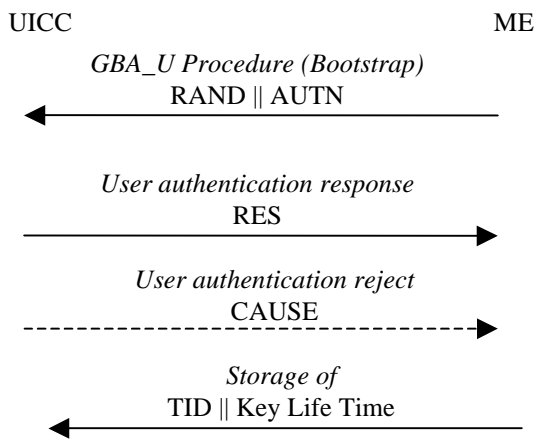 UICC ME
GBA_U Procedure (Bootstrap)
RAND || AUTN
User authentication response
RES
User authentication reject
CAUSE
Storage of
TID || Key Life Time